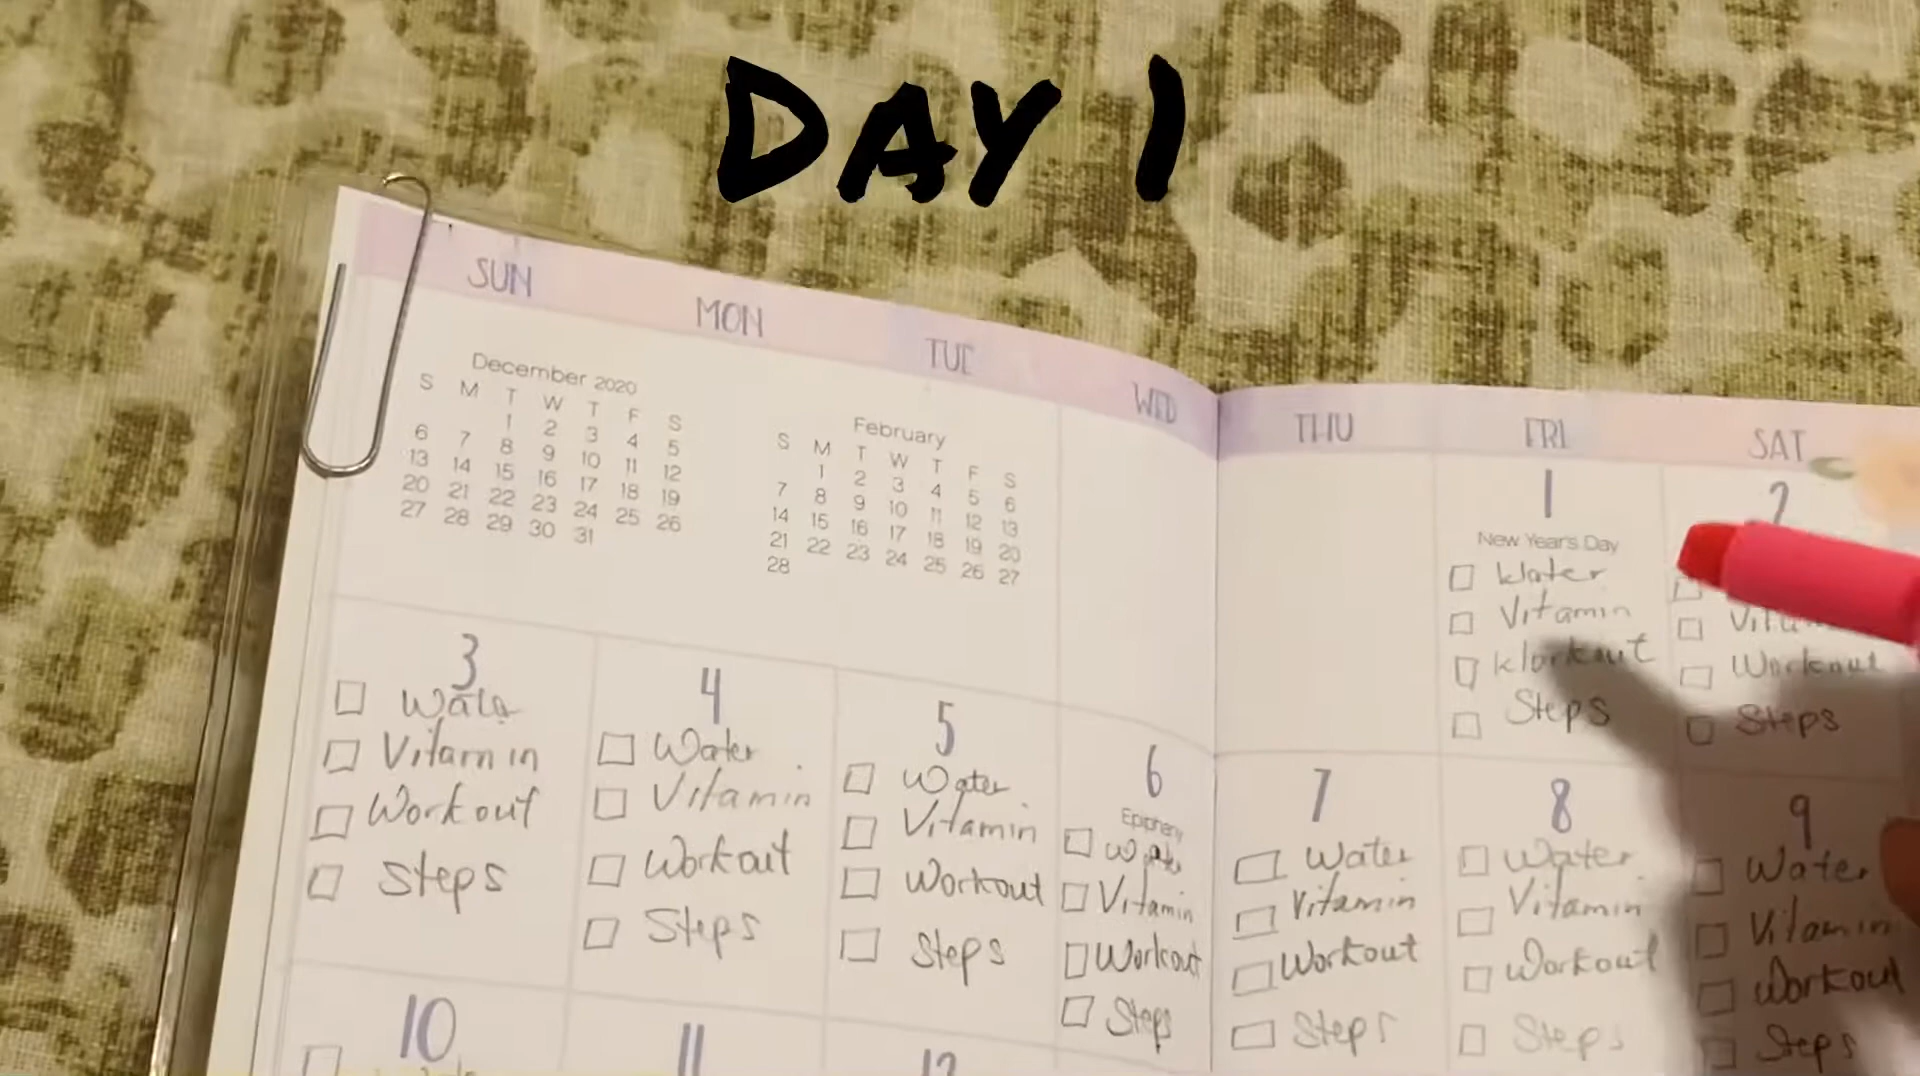 DAY 1
SUN MON TUE WED THU FRI SAT
December 2020
S M T W T F S
1 2 3 4 5
6 7 8 9 10 11 12
13 14 15 16 17 18 19
20 21 22 23 24 25 26
27 28 29 30 31
February
S M T W T F S
1 2 3 4 5 6
7 8 9 10 11 12 13
14 15 16 17 18 19 20
21 22 23 24 25 26 27
28
1
New Year's Day
Water
Vitamin
Workout
Steps
2
Workout
Steps
3
Vitamin
Workout
Steps
4
Water
Vitamin
Workout
Steps
5
Water
Vitamin
Workout
Steps
6
Epiphany
Water
Vitamin
Workout
Steps
7
Water
Vitamin
Workout
Steps
8
Water
Vitamin
Workout
Steps
9
Water
Vitamin
Workout
Steps
10
11
12